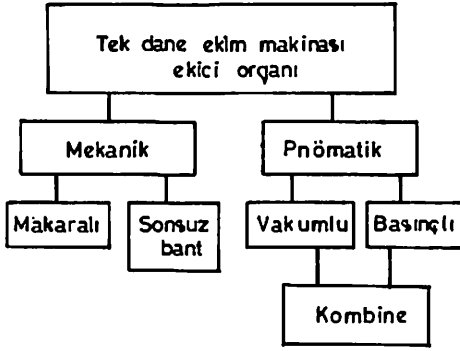 Tek dane ekim makinası
ekici organı
Mekanik
Pnömatik
Makaralı
Sonsuz
bant
Vakumlu
Basınçlı
Kombine